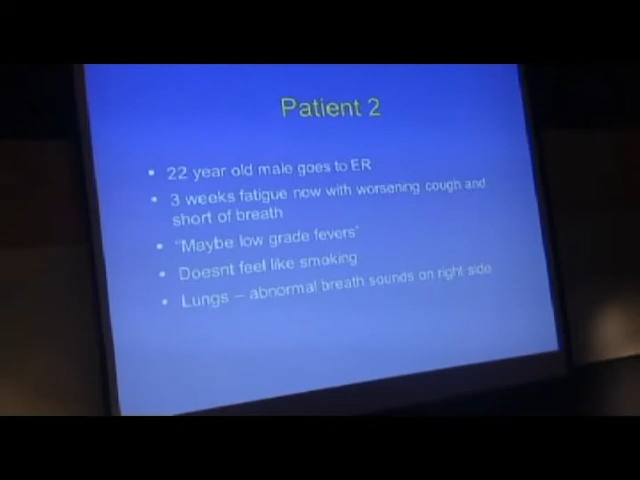 Patient 2
• 22 year old male goes to ER
• 3 weeks fatigue now with worsening cough and
short of breath
• "Maybe low grade fevers"
• Doesnt feel like smoking
• Lungs – abnormal breath sounds on right side